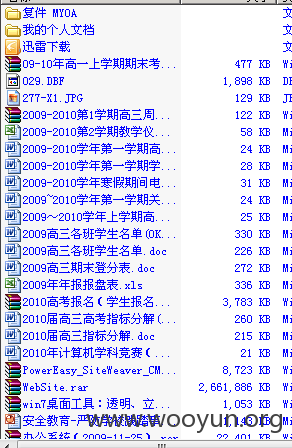 复件 MYOA
我的个人文档
迅雷下载
09-10年高一上学期期末考... 477 KB Wi
029.DBF 1,898 KB DB
277-X1.JPG 129 KB JE
2009-2010第1学期高三周... 122 KB Wi
2009-2010第2学期教学仪... 58 KB Mi
2009-2010学年第一学期高... 24 KB Mi
2009-2010学年第一学期学... 28 KB Mi
2009-2010学年寒假期间电... 31 KB Mi
2009~2010学年第一学期关... 24 KB Mi
2009～2010学年上学期高... 25 KB Mi
2009高三各班学生名单(OK... 330 KB Mi
2009高三各班学生名单.doc 226 KB Mi
2009高三期末登分表.doc 272 KB Mi
2009年年报报盘表.xls 336 KB Mi
2010高考报名（学生报名... 3,783 KB Wi
2010届高三高考指标分解(... 260 KB Mi
2010届高三指标分解.doc 215 KB Mi
2010年计算机学科竞赛（... 21 KB Mi
PowerEasy_SiteWeaver_CM... 8,723 KB Wi
WebSite.rar 2,661,886 KB Wi
win7桌面工具：透明、立... 1,053 KB Wi
安全教育-
KB Mi
办公系统(2009-11-25).rar 22,401 KB Wi
www.wooyun.org